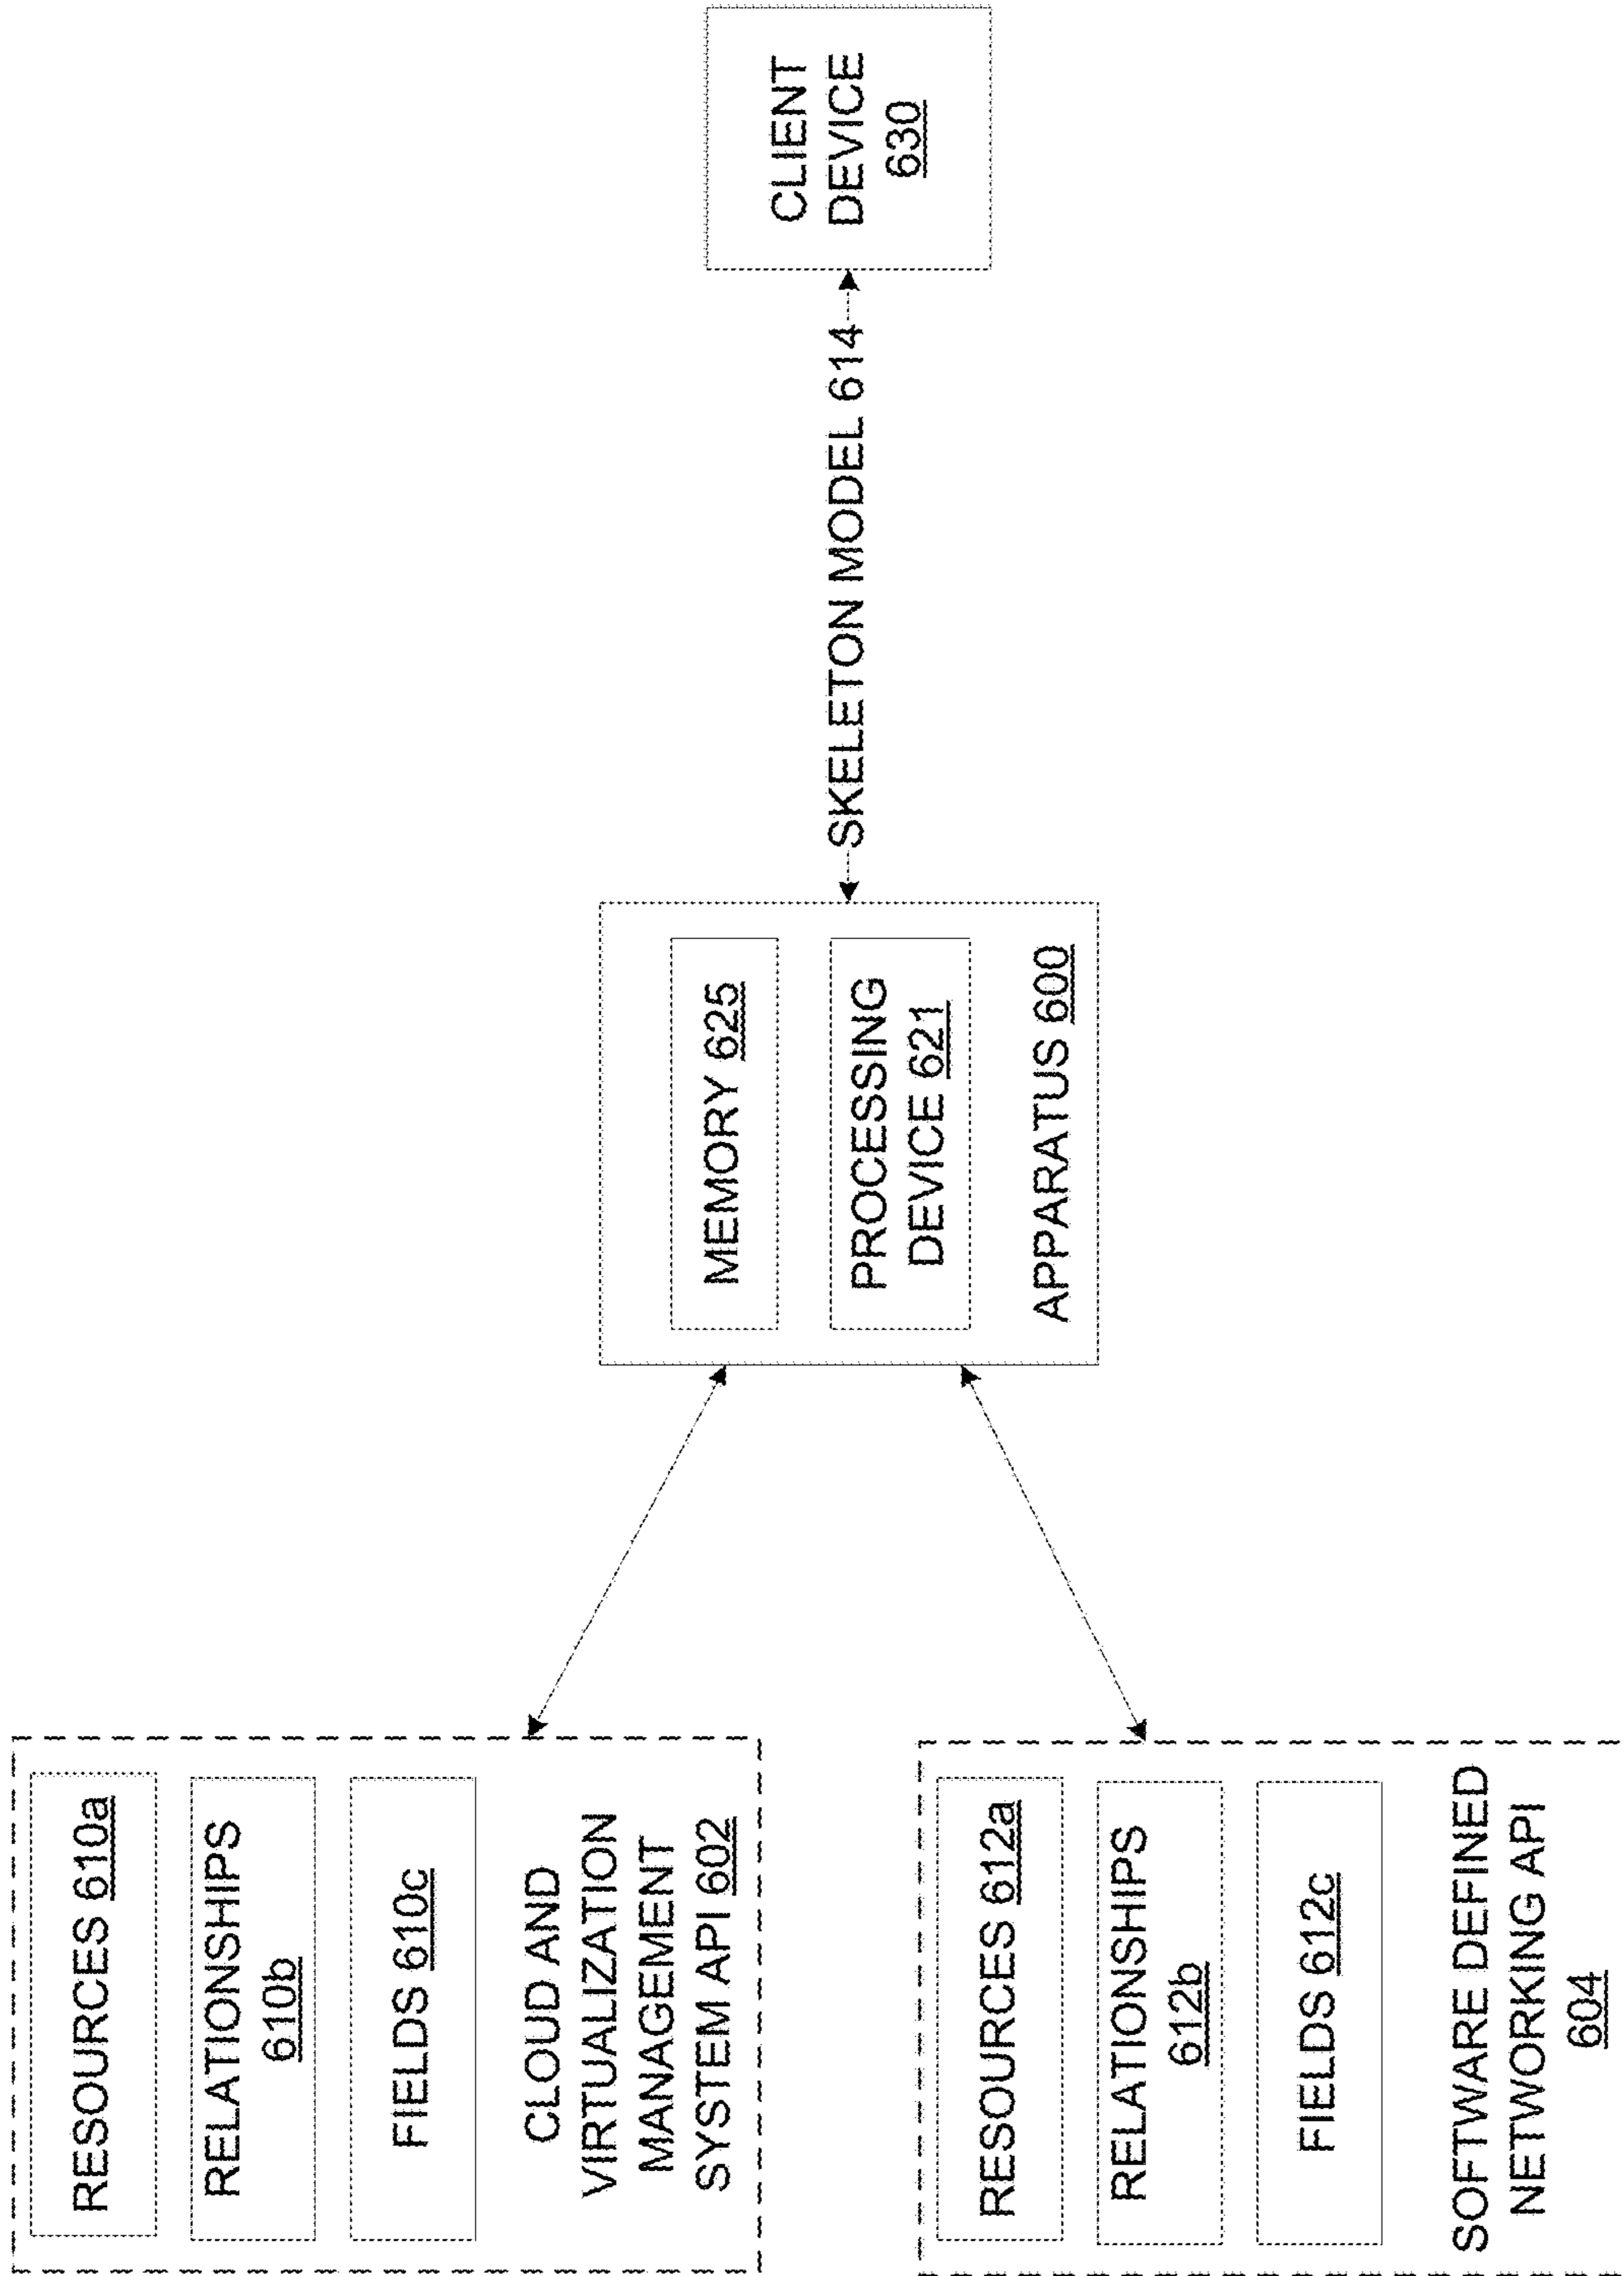 RESOURCES 610a
RELATIONSHIPS
610b
FIELDS 610c
CLOUD AND
VIRTUALIZATION
MANAGEMENT
SYSTEM API 602
RESOURCES 612a
RELATIONSHIPS
612b
FIELDS 612c
SOFTWARE DEFINED
NETWORKING API
604
MEMORY 625
PROCESSING
DEVICE 621
APPARATUS 600
SKELETON MODEL 614
CLIENT
DEVICE
630